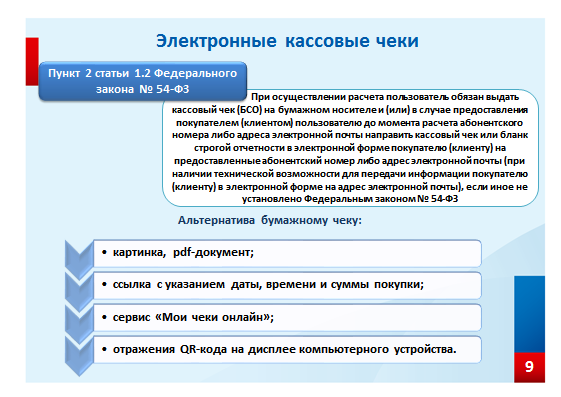 Электронные кассовые чеки
Пункт 2 статьи 1.2 Федерального
закона № 54-ФЗ
При осуществлении расчета пользователь обязан выдать
кассовый чек (БСО) на бумажном носителе и (или) в случае предоставления
покупателем (клиентом) пользователю до момента расчета абонентского
номера либо адреса электронной почты направить кассовый чек или бланк
строгой отчетности в электронной форме покупателю (клиенту) на
предоставленные абонентский номер либо адрес электронной почты (при
наличии технической возможности для передачи информации покупателю
(клиенту) в электронной форме на адрес электронной почты), если иное не
установлено Федеральным законом № 54-ФЗ
Альтернатива бумажному чеку:
• картинка, pdf-документ;
• ссылка с указанием даты, времени и суммы покупки;
• сервис «Мои чеки онлайн»;
• отражения QR-кода на дисплее компьютерного устройства.
9